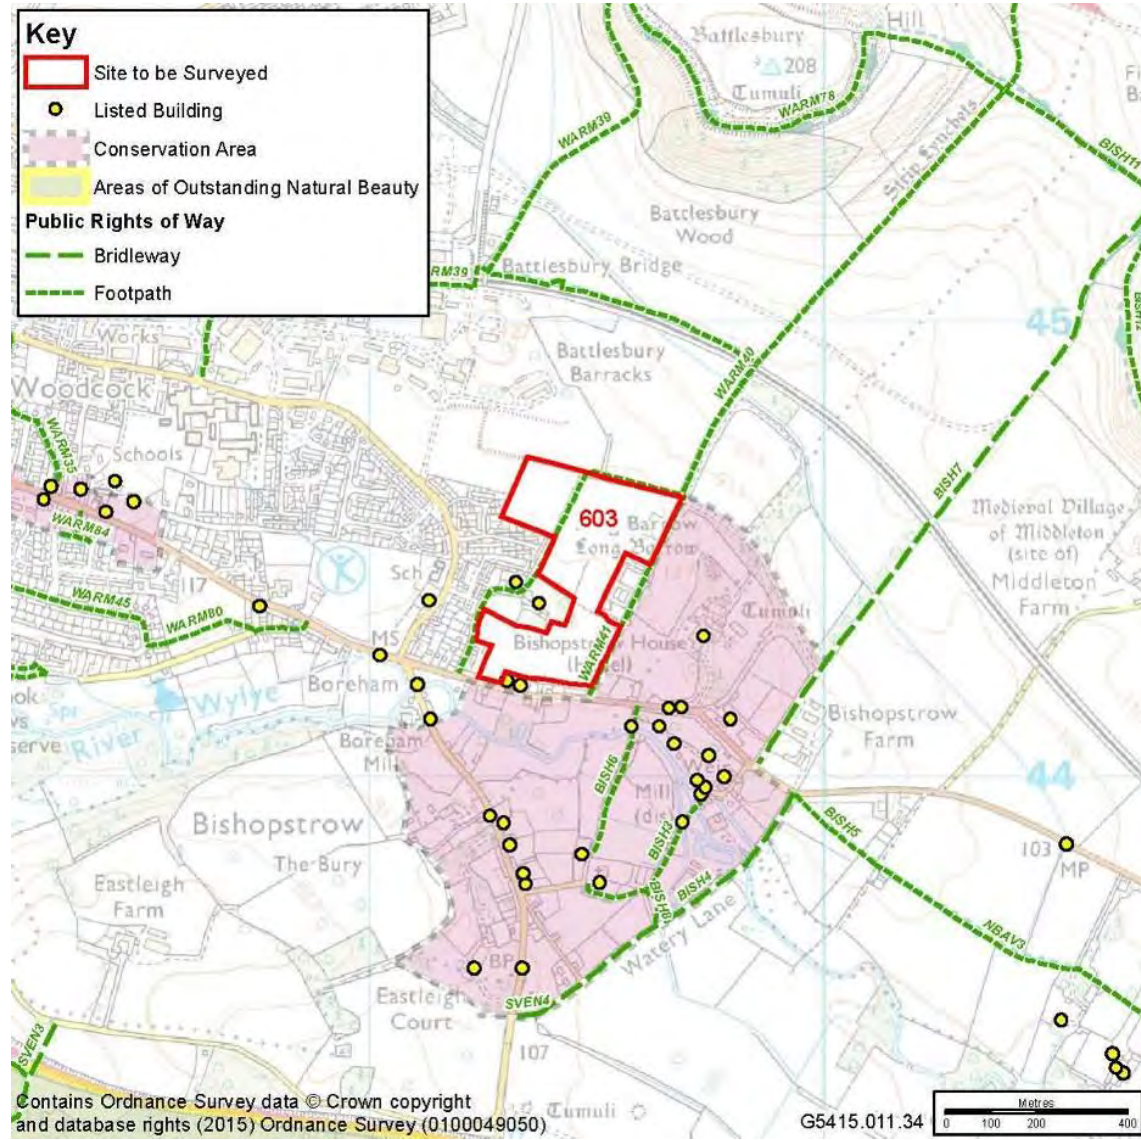 Key
Site to be Surveyed
Listed Building
Conservation Area
Areas of Outstanding Natural Beauty
Public Rights of Way
Bridleway
Footpath
Hill
Battlesbury
208
Tumuli
WARM78
WARM39
BISH11
Strip Lynchets
Battlesbury
Wood
RM39
Battlesbury Bridge
BISH12
45
Works
Battlesbury
Barracks
WARM40
Woodcock
BISH7
Schools
WARM35
Medieval Village
of Middleton
(site of)
Middleton
Farm
603
Barrow
Long Barrow
WARM84
117
Sch
Tumuli
WARM45
WARM80
MS
Bishopstrow House
(Hotel)
WARM41
Boreham
Wylye
River
Boreham
Mill
Bishopstrow
Farm
BISH6
44
Mill
BISH5
Bishopstrow
The Bury
BISH3
103
MP
Eastleigh
Farm
BISH4
BISH8
Watery Lane
NBAV3
BP
Eastleigh
Court
SVEN4
SVEN3
107
Tumuli
Contains Ordnance Survey data © Crown copyright
and database rights (2015) Ordnance Survey (0100049050)
G5415.011.34
Metres
0 100 200 400